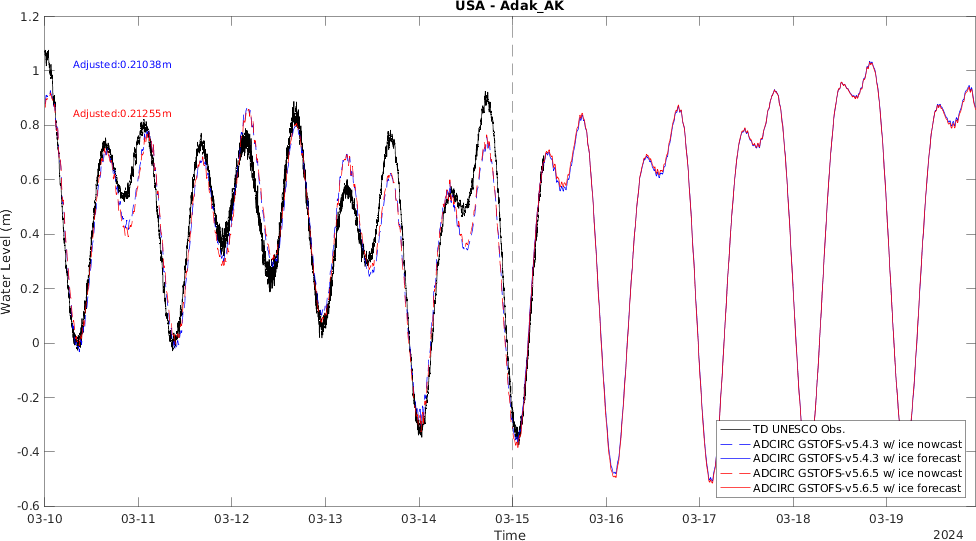 USA - Adak_AK
1.2
1
0.8
0.6
0.4
0.2
0
-0.2
-0.4
-0.6
Water Level (m)
Adjusted:0.21038m
Adjusted:0.21255m
TD UNESCO Obs.
ADCIRC GSTOFS-v5.4.3 w/ ice nowcast
ADCIRC GSTOFS-v5.4.3 w/ ice forecast
ADCIRC GSTOFS-v5.6.5 w/ ice nowcast
ADCIRC GSTOFS-v5.6.5 w/ ice forecast
03-10 03-11 03-12 03-13 03-14 03-15 03-16 03-17 03-18 03-19
Time
2024